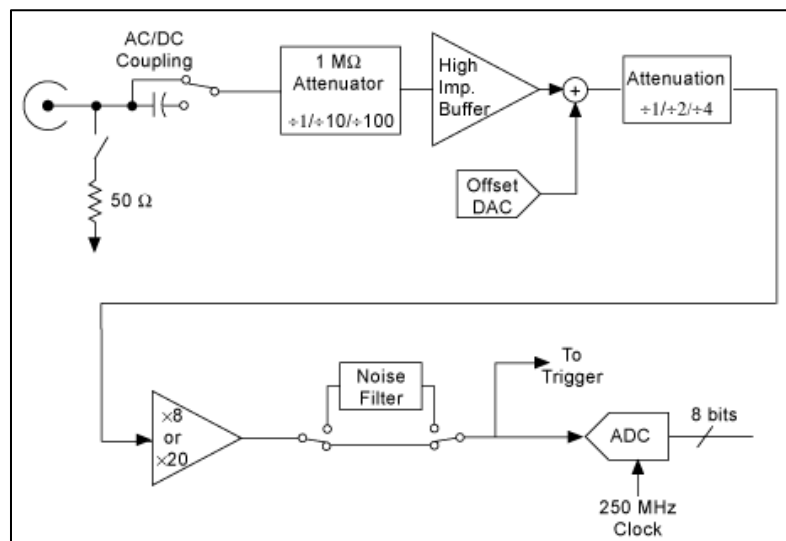 AC/DC
Coupling
1 MΩ
Attenuator
÷1/÷10/÷100
High
Imp.
Buffer
+
Attenuation
÷1/÷2/÷4
Offset
DAC
50 Ω
×8
or
×20
Noise
Filter
To
Trigger
ADC
8 bits
250 MHz
Clock